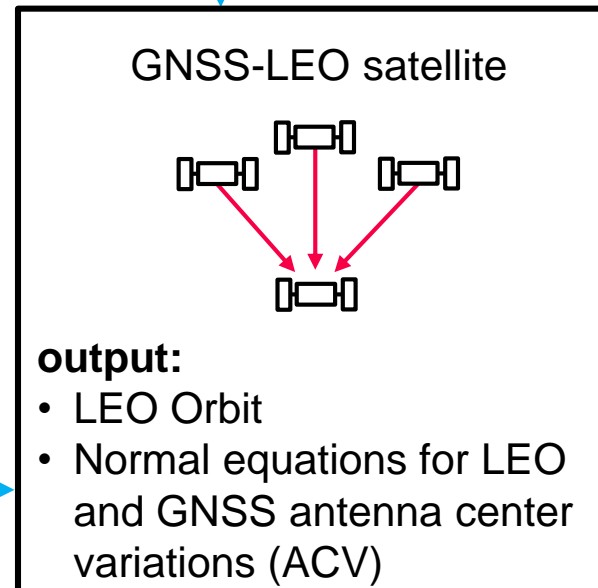 GNSS-LEO satellite
output:
• LEO Orbit
• Normal equations for LEO
and GNSS antenna center
variations (ACV)